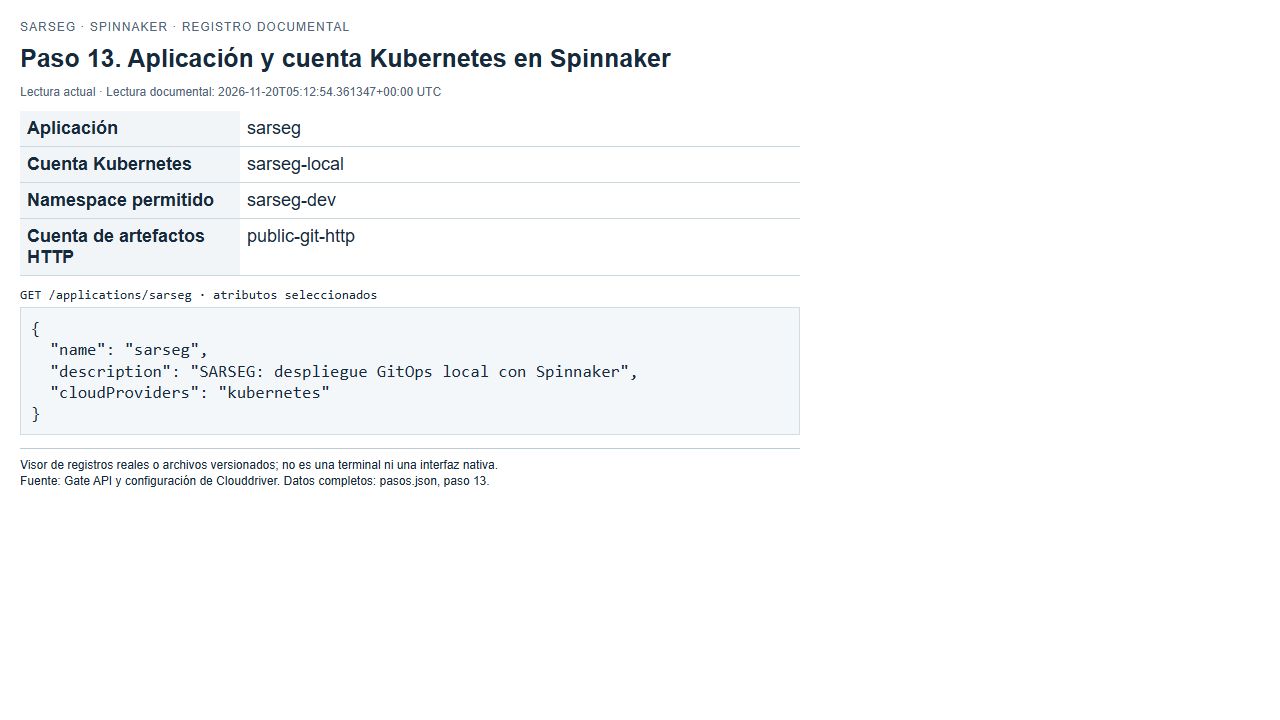 SARSEG · SPINNAKER · REGISTRO DOCUMENTAL
Paso 13. Aplicación y cuenta Kubernetes en Spinnaker
Lectura actual · Lectura documental: 2026-11-20T05:12:54.361347+00:00 UTC
Aplicación sarseg
Cuenta Kubernetes sarseg-local
Namespace permitido sarseg-dev
Cuenta de artefactos public-git-http
HTTP
GET /applications/sarseg · atributos seleccionados
{
  "name": "sarseg",
  "description": "SARSEG: despliegue GitOps local con Spinnaker",
  "cloudProviders": "kubernetes"
}
Visor de registros reales o archivos versionados; no es una terminal ni una interfaz nativa.
Fuente: Gate API y configuración de Clouddriver. Datos completos: pasos.json, paso 13.